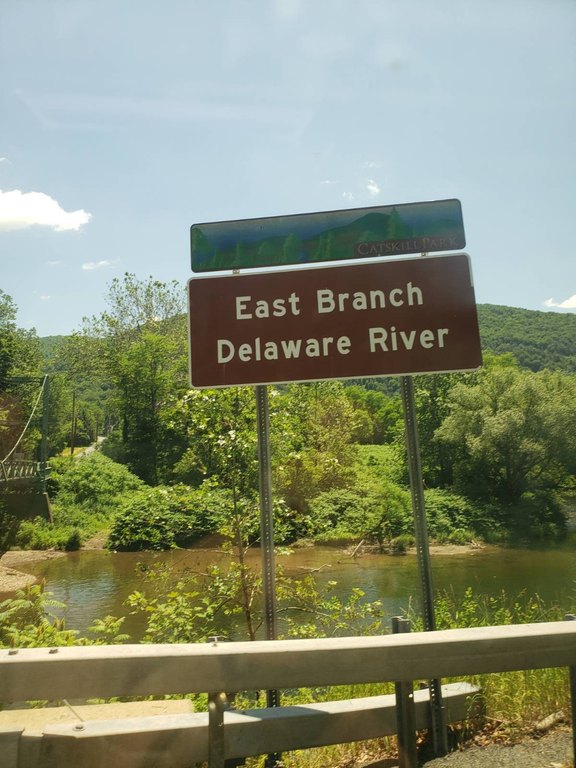 CATSKILL PARK
East Branch
Delaware River